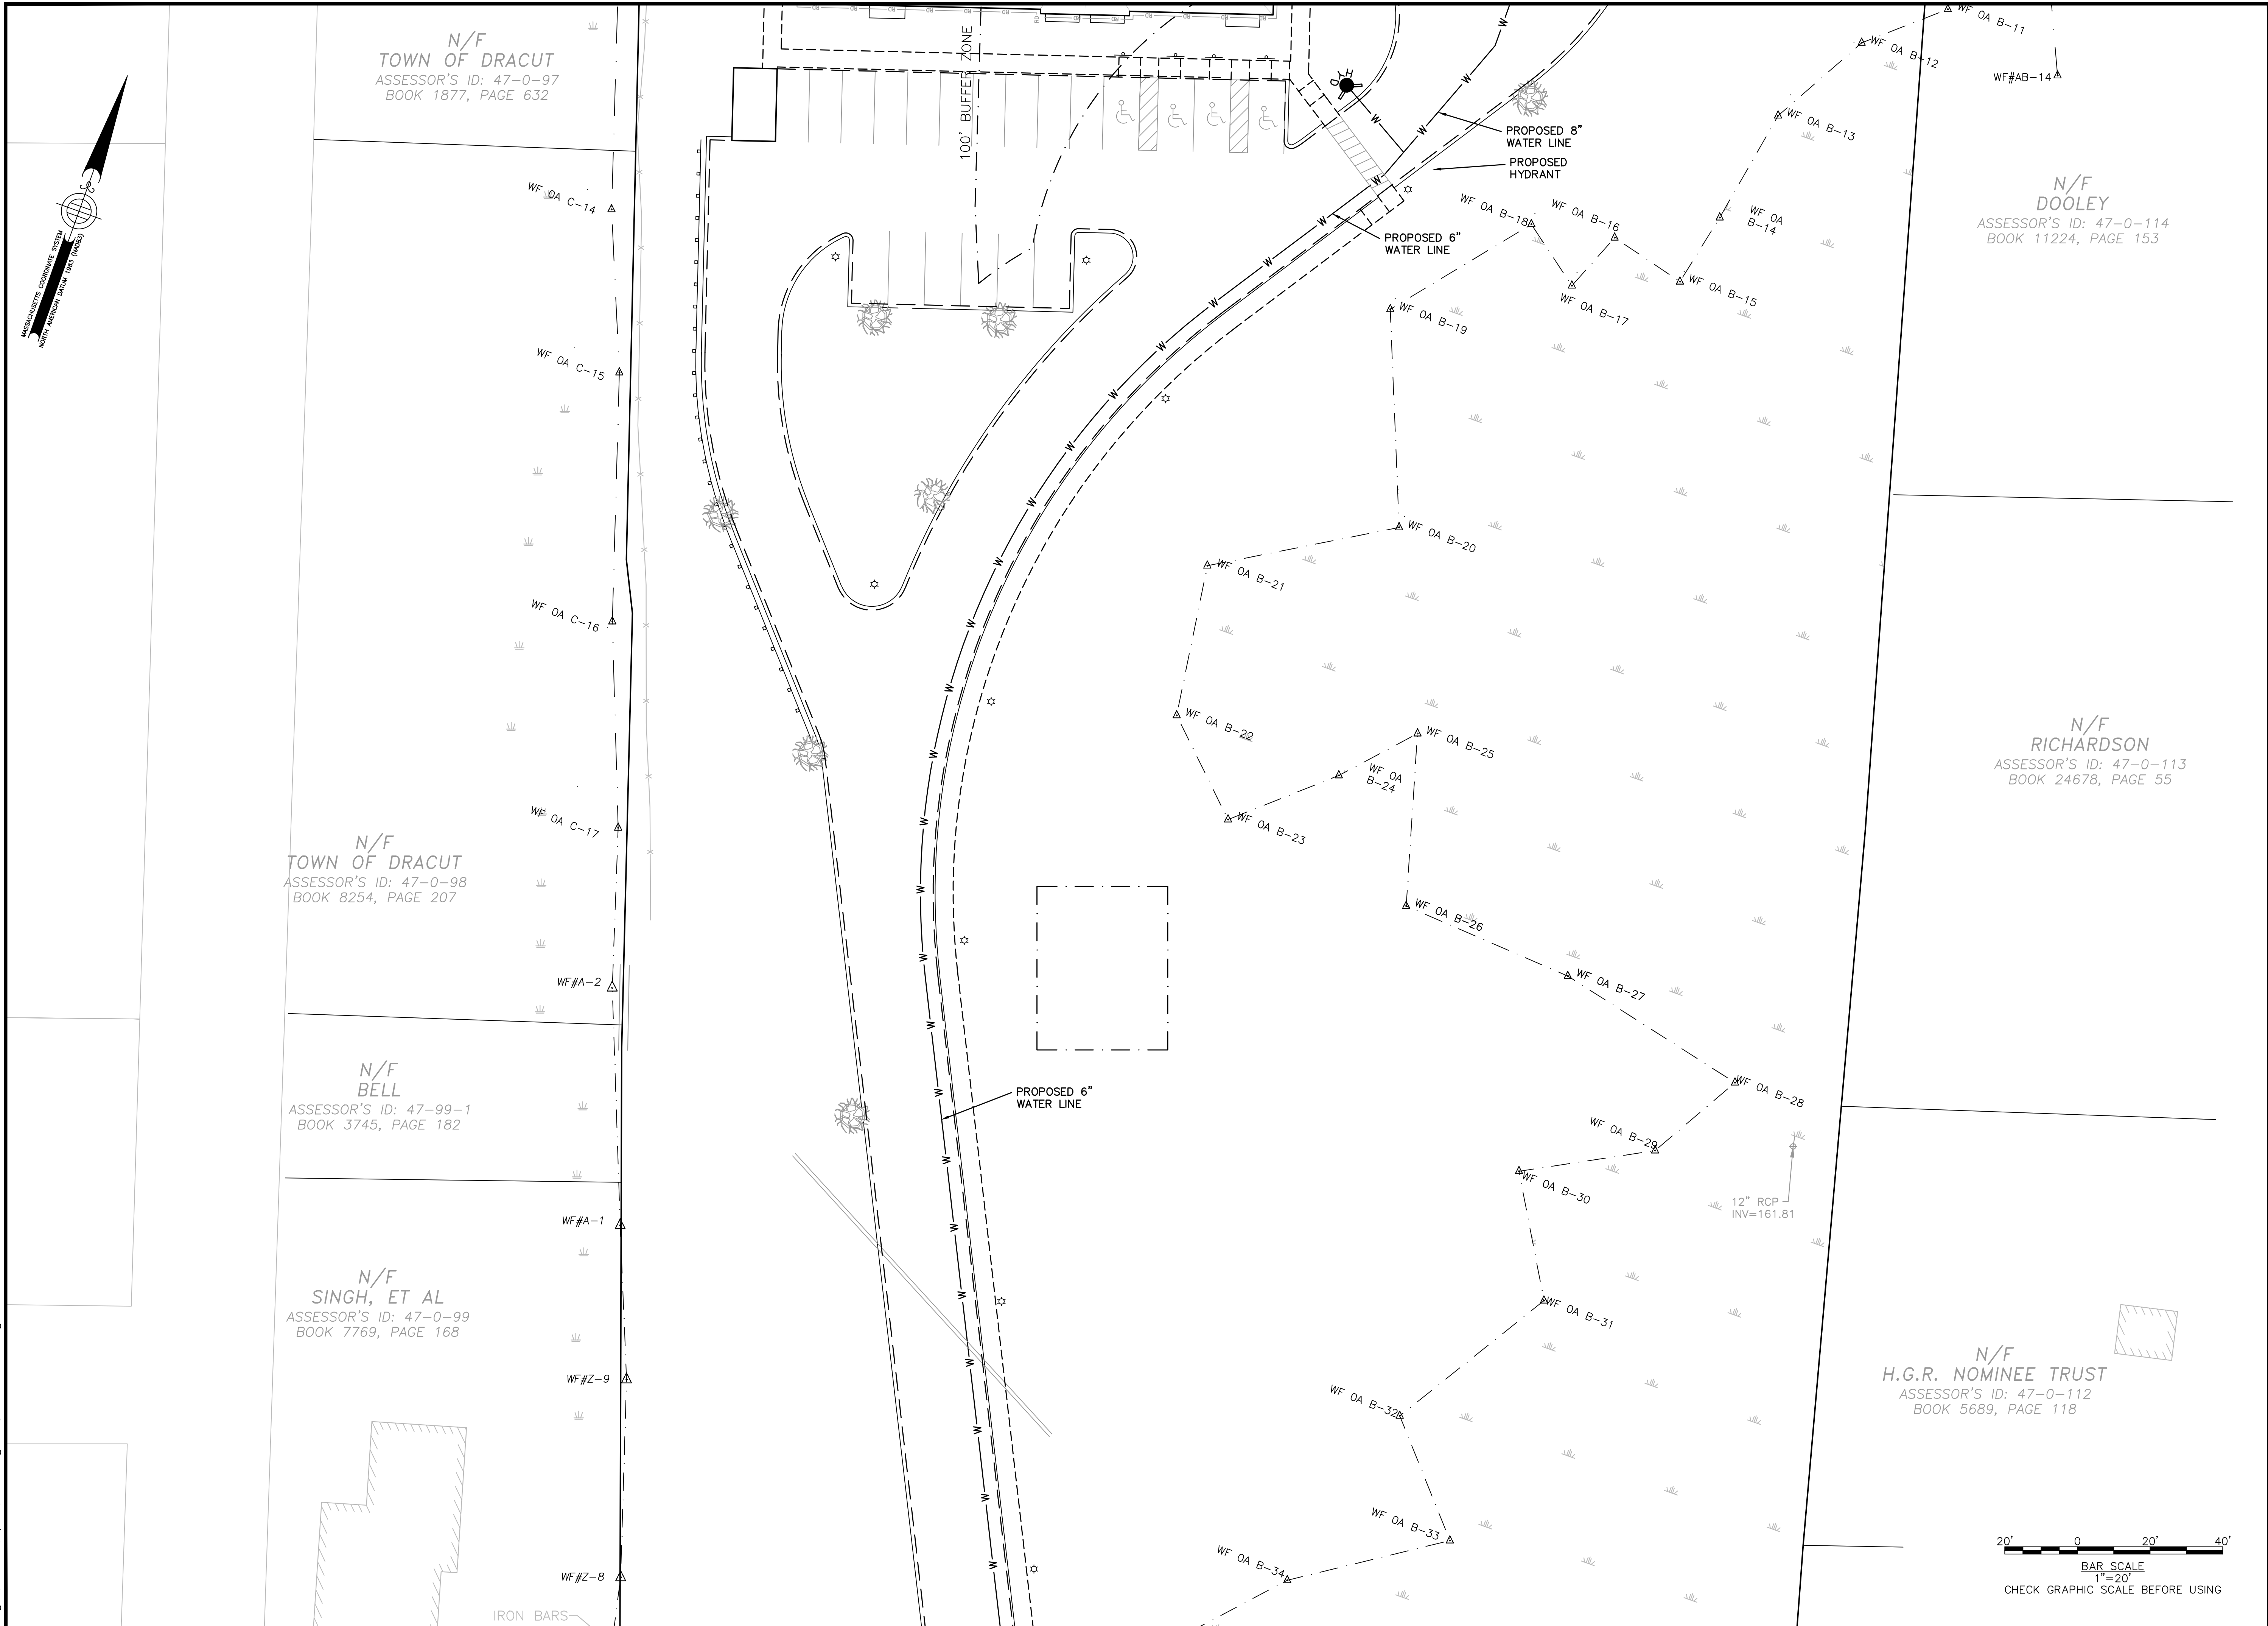 N/F
TOWN OF DRACUT
ASSESSOR'S ID: 47-0-97
BOOK 1877, PAGE 632
100' BUFFER ZONE
HYD
WF OA B-11
WF OA B-12
WF#AB-14
WF OA B-13
PROPOSED 8"
WATER LINE
PROPOSED
HYDRANT
MASSACHUSETTS COORDINATE SYSTEM
NORTH AMERICAN DATUM 1983 (NAD83)
WF OA C-14
WF OA B-18
WF OA B-16
WF OA
B-14
N/F
DOOLEY
ASSESSOR'S ID: 47-0-114
BOOK 11224, PAGE 153
PROPOSED 6"
WATER LINE
WF OA B-15
WF OA B-17
WF OA B-19
WF OA C-15
WF OA B-20
WF OA B-21
WF OA C-16
WF OA B-22
WF OA B-25
WF OA
B-24
N/F
RICHARDSON
ASSESSOR'S ID: 47-0-113
BOOK 24678, PAGE 55
WF OA C-17
WF OA B-23
N/F
TOWN OF DRACUT
ASSESSOR'S ID: 47-0-98
BOOK 8254, PAGE 207
WF OA B-26
WF#A-2
WF OA B-27
N/F
BELL
ASSESSOR'S ID: 47-99-1
BOOK 3745, PAGE 182
PROPOSED 6"
WATER LINE
WF OA B-28
WF OA B-29
WF OA B-30
12" RCP
INV=161.81
WF#A-1
N/F
SINGH, ET AL
ASSESSOR'S ID: 47-0-99
BOOK 7769, PAGE 168
WF OA B-31
N/F
H.G.R. NOMINEE TRUST
ASSESSOR'S ID: 47-0-112
BOOK 5689, PAGE 118
WF#Z-9
WF OA B-32
WF OA B-33
WF OA B-34
WF#Z-8
IRON BARS
20' 0 20' 40'
BAR SCALE
1"=20'
CHECK GRAPHIC SCALE BEFORE USING